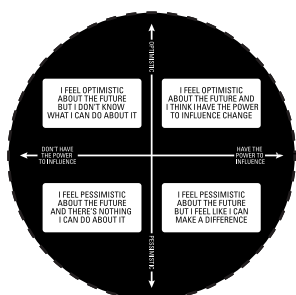 OPTIMISTIC
I FEEL OPTIMISTIC
ABOUT THE FUTURE
BUT I DON'T KNOW
WHAT I CAN DO ABOUT IT
I FEEL OPTIMISTIC
ABOUT THE FUTURE AND
I THINK I HAVE THE POWER
TO INFLUENCE CHANGE
DON'T HAVE
THE POWER
TO INFLUENCE
HAVE THE
POWER TO
INFLUENCE
I FEEL PESSIMISTIC
ABOUT THE FUTURE
AND THERE'S NOTHING
I CAN DO ABOUT IT
I FEEL PESSIMISTIC
ABOUT THE FUTURE
BUT I FEEL LIKE I CAN
MAKE A DIFFERENCE
PESSIMISTIC